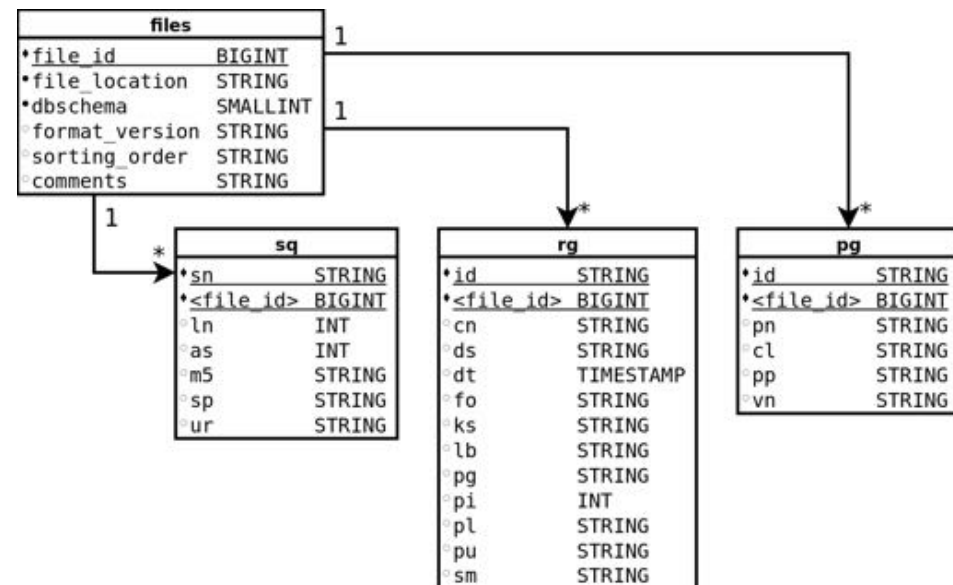 files
file_id BIGINT
file_location STRING
dbschema SMALLINT
format_version STRING
sorting_order STRING
comments STRING
1
1
1
*
*
*
sq
sn STRING
<file_id> BIGINT
ln INT
as INT
m5 STRING
sp STRING
ur STRING
rg
id STRING
<file_id> BIGINT
cn STRING
ds STRING
dt TIMESTAMP
fo STRING
ks STRING
lb STRING
pg STRING
pi INT
pl STRING
pu STRING
sm STRING
pg
id STRING
<file_id> BIGINT
pn STRING
cl STRING
pp STRING
vn STRING